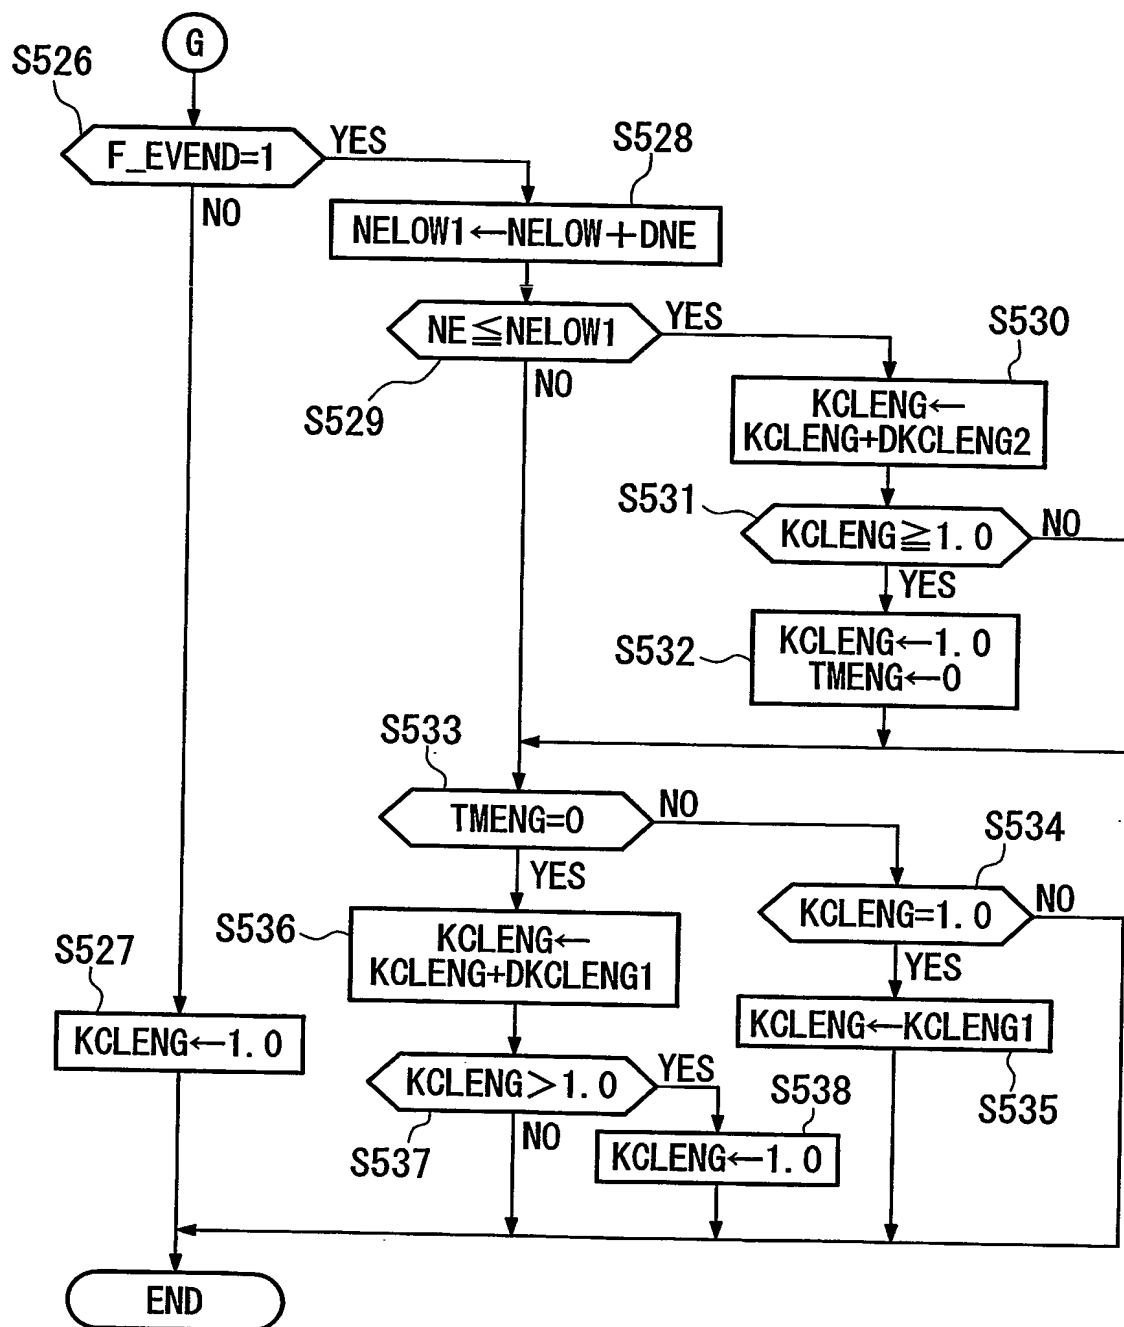 G
S526
F_EVEND=1
YES
NO
S528
NELOW1←NELOW+DNE
NE≦NELOW1
YES
NO
S529
S530
KCLENG←
KCLENG+DKCLENG2
S531
KCLENG≧1.0
NO
YES
S532
KCLENG←1.0
TMENG←0
S533
TMENG=0
NO
YES
S534
KCLENG=1.0
NO
YES
S536
KCLENG←
KCLENG+DKCLENG1
S527
KCLENG←1.0
KCLENG←KCLENG1
S535
KCLENG>1.0
YES
NO
S537
S538
KCLENG←1.0
END